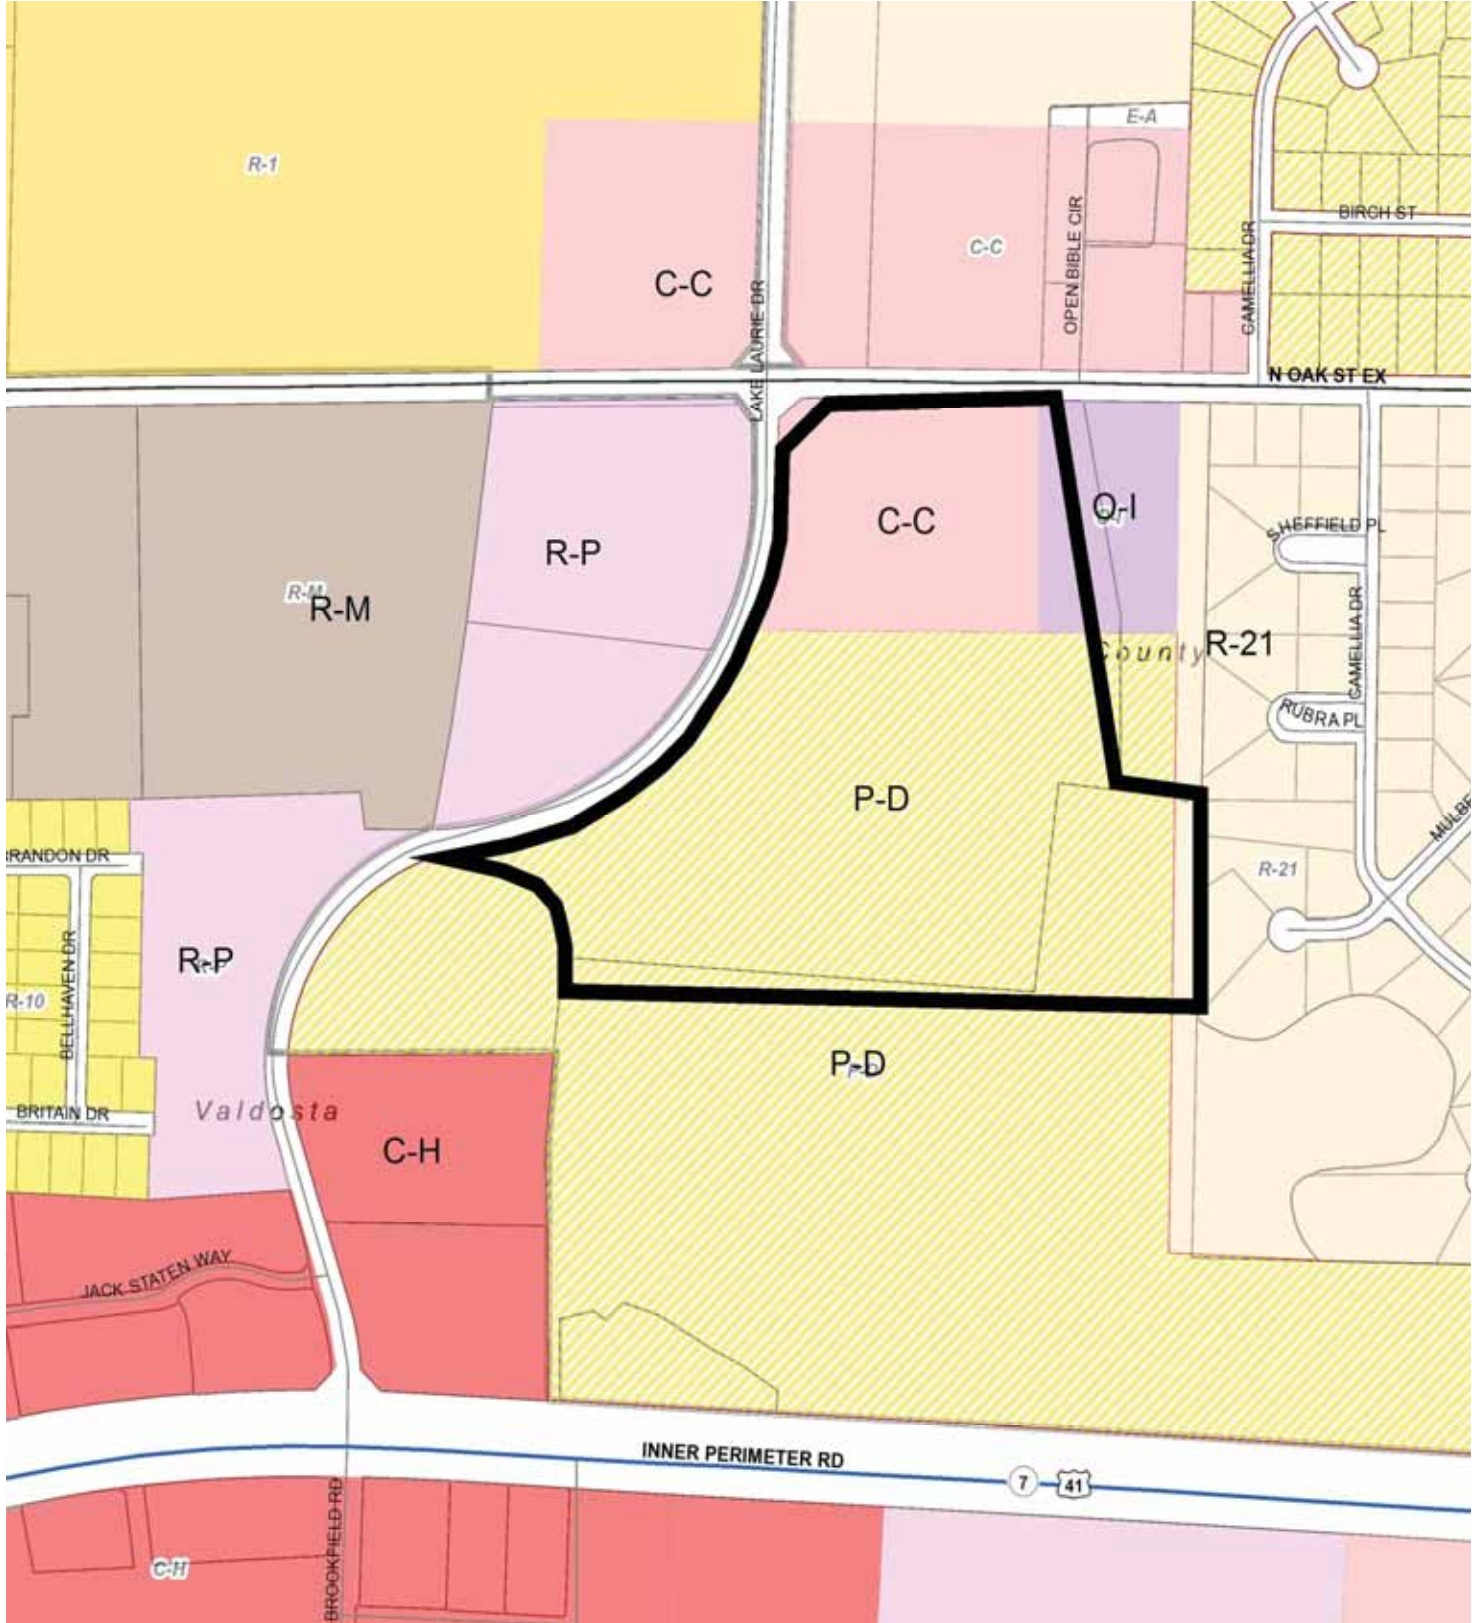 E-A
R-1
BIRCH ST
C-C
C-C
OPEN BIBLE CIR
CAMELLIA DR
LAKE LAURIE DR
N OAK ST EX
C-C
O-I
SHEFFIELD PL
R-P
R-M
R-M
County
R-21
CAMELLIA DR
RUBRA PL
P-D
MULBE
BRANDON DR
R-21
R-P
BELLHAVEN DR
R-10
P-D
BRITAIN DR
Valdosta
C-H
JACK STATEN WAY
INNER PERIMETER RD
7
41
BROOKFIELD RD
C-H